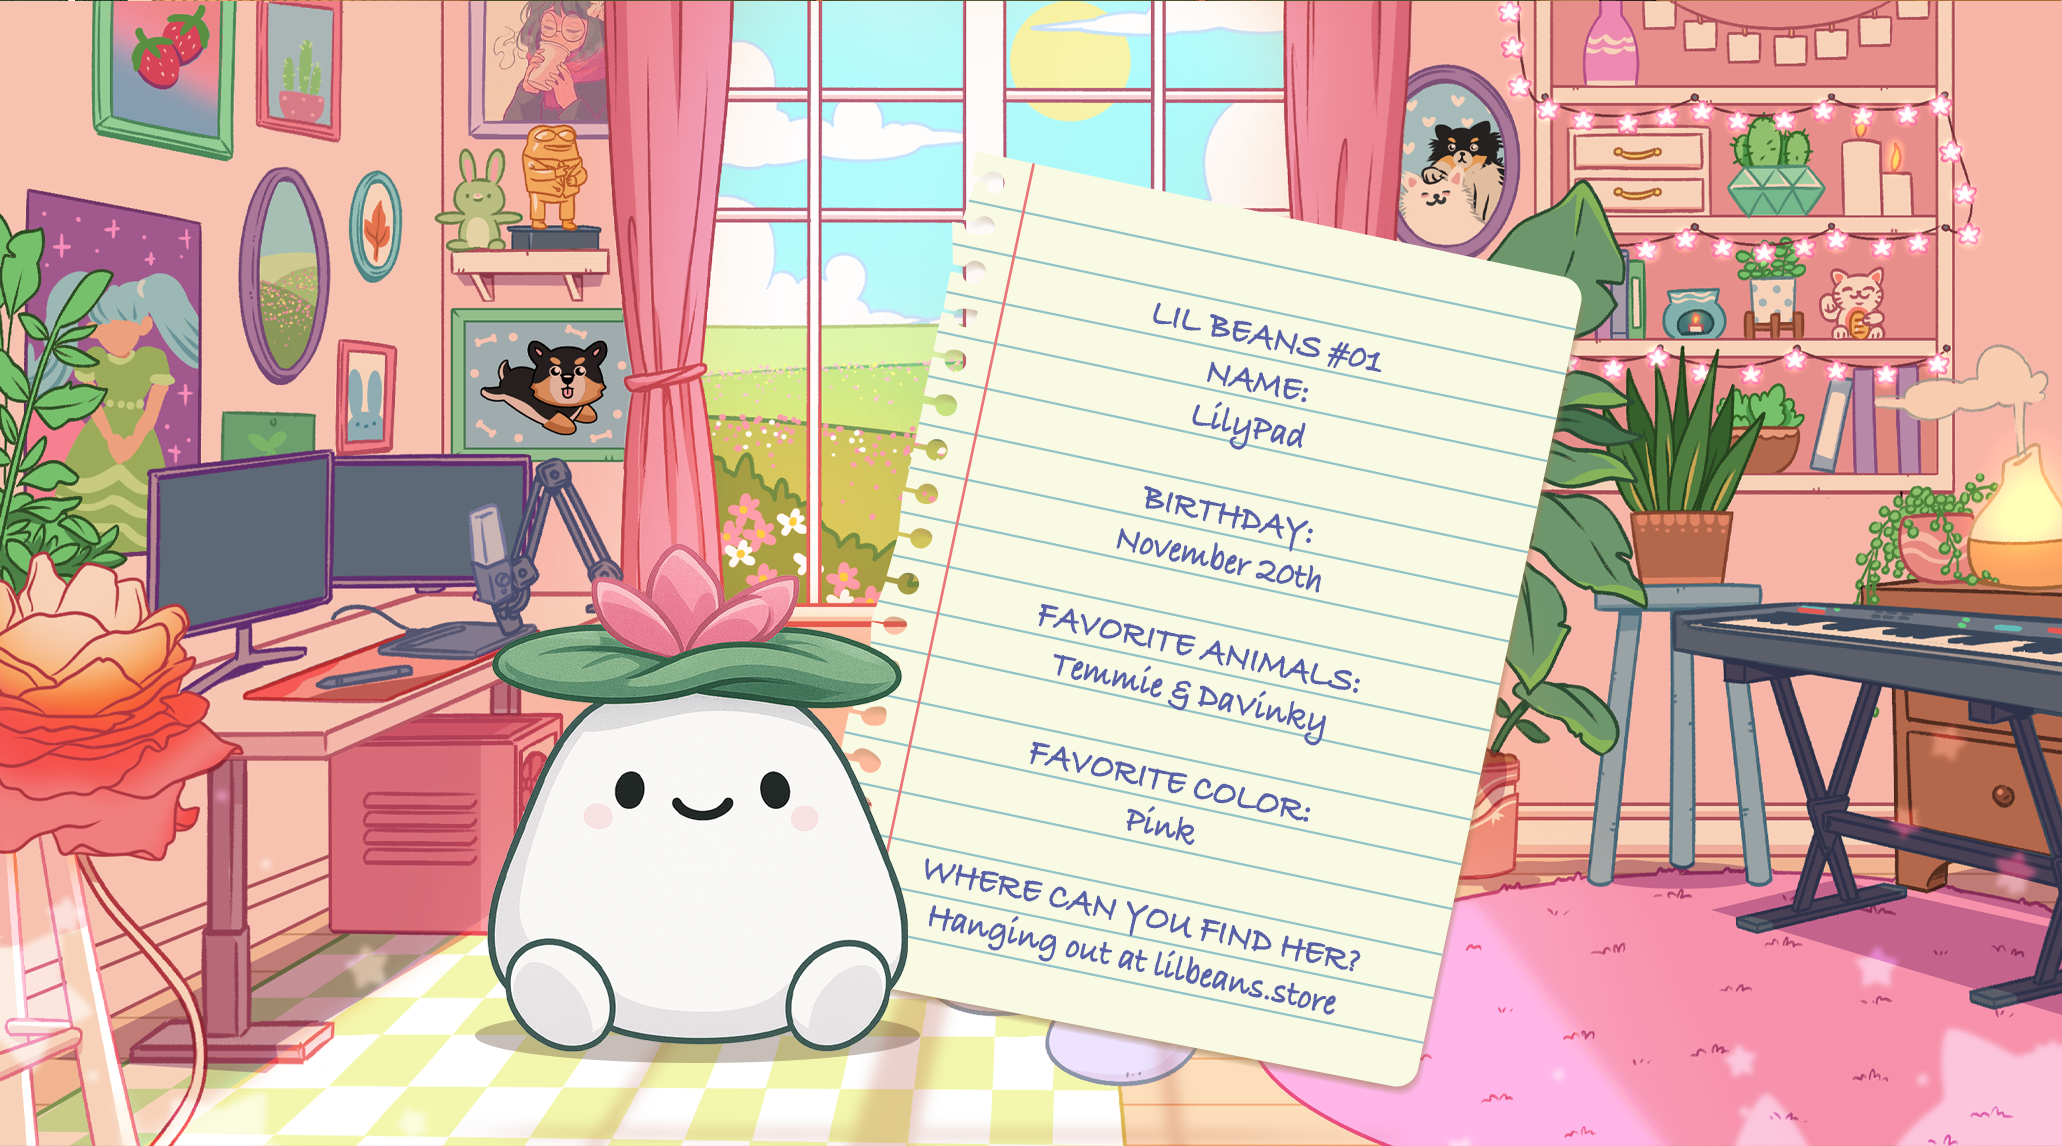 LIL BEANS #01
NAME:
LilyPad
BIRTHDAY:
November 20th
FAVORITE ANIMALS:
Temmie & Davinky
FAVORITE COLOR:
Pink
WHERE CAN YOU FIND HER?
Hanging out at lilbeans.store